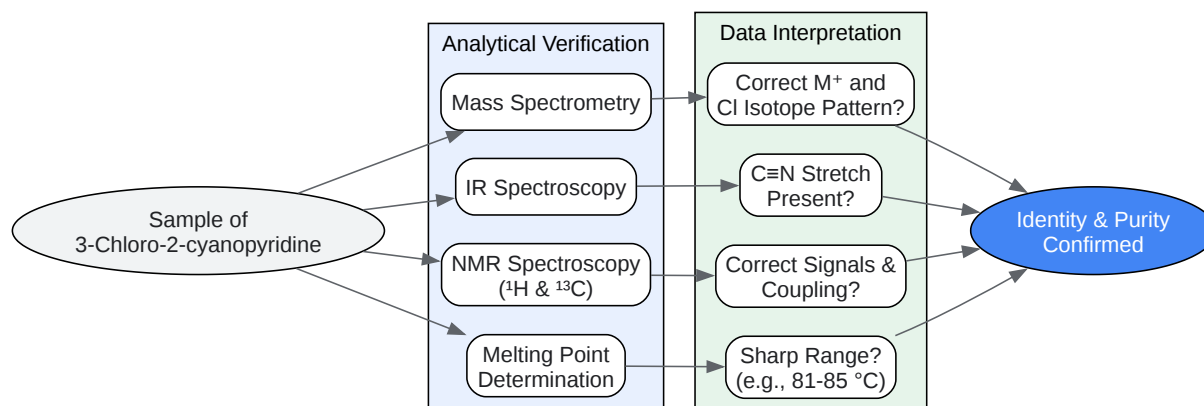 Analytical Verification
Data Interpretation
Mass Spectrometry
Correct M⁺ and
Cl Isotope Pattern?
IR Spectroscopy
C≡N Stretch
Present?
Sample of
3-Chloro-2-cyanopyridine
Identity & Purity
Confirmed
NMR Spectroscopy
(¹H & ¹³C)
Correct Signals &
Coupling?
Melting Point
Determination
Sharp Range?
(e.g., 81-85 °C)